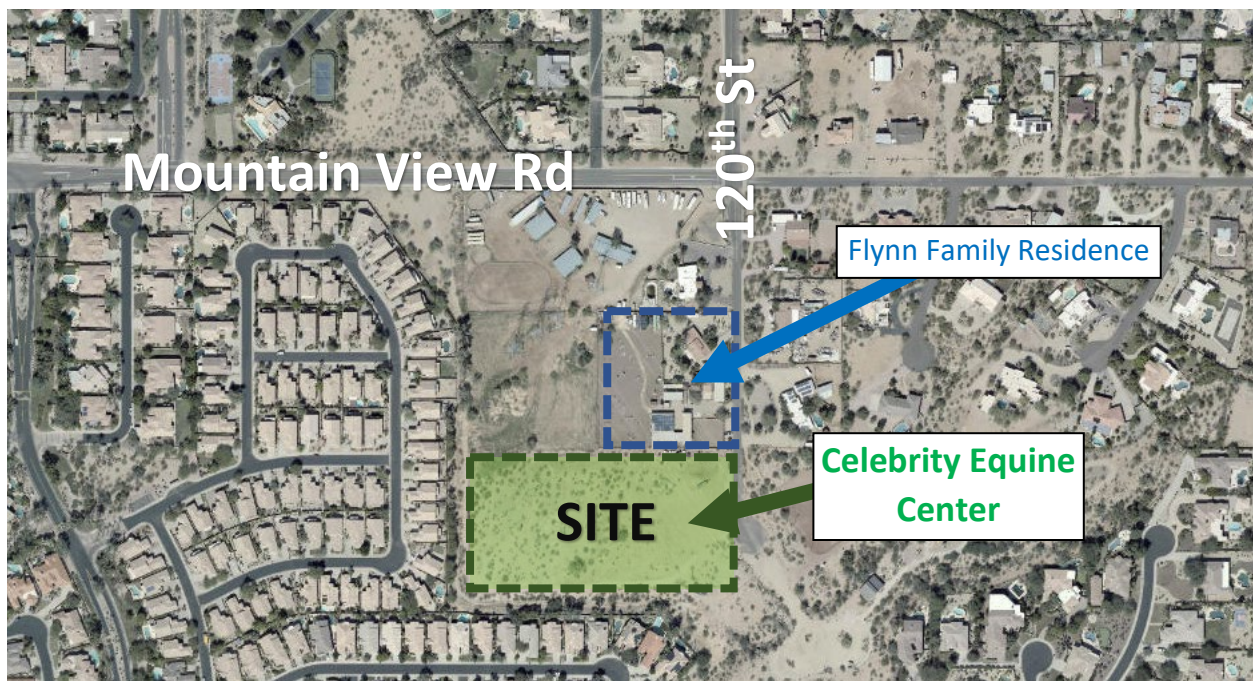 Mountain View Rd
120th St
Flynn Family Residence
Celebrity Equine
Center
SITE